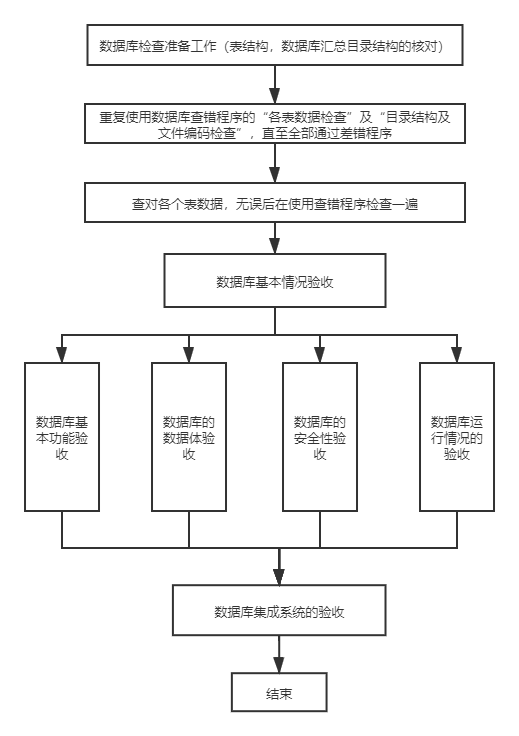 数据库检查准备工作（表结构，数据库汇总目录结构的核对）
重复使用数据库查错程序的“各表数据检查”及“目录结构及
文件编码检查”，直至全部通过差错程序
查对各个表数据，无误后在使用查错程序检查一遍
数据库基本情况验收
数据库基
本功能验
收
数据库的
数据体验
收
数据库的
安全性验
收
数据库运
行情况的
验收
数据库集成系统的验收
结束